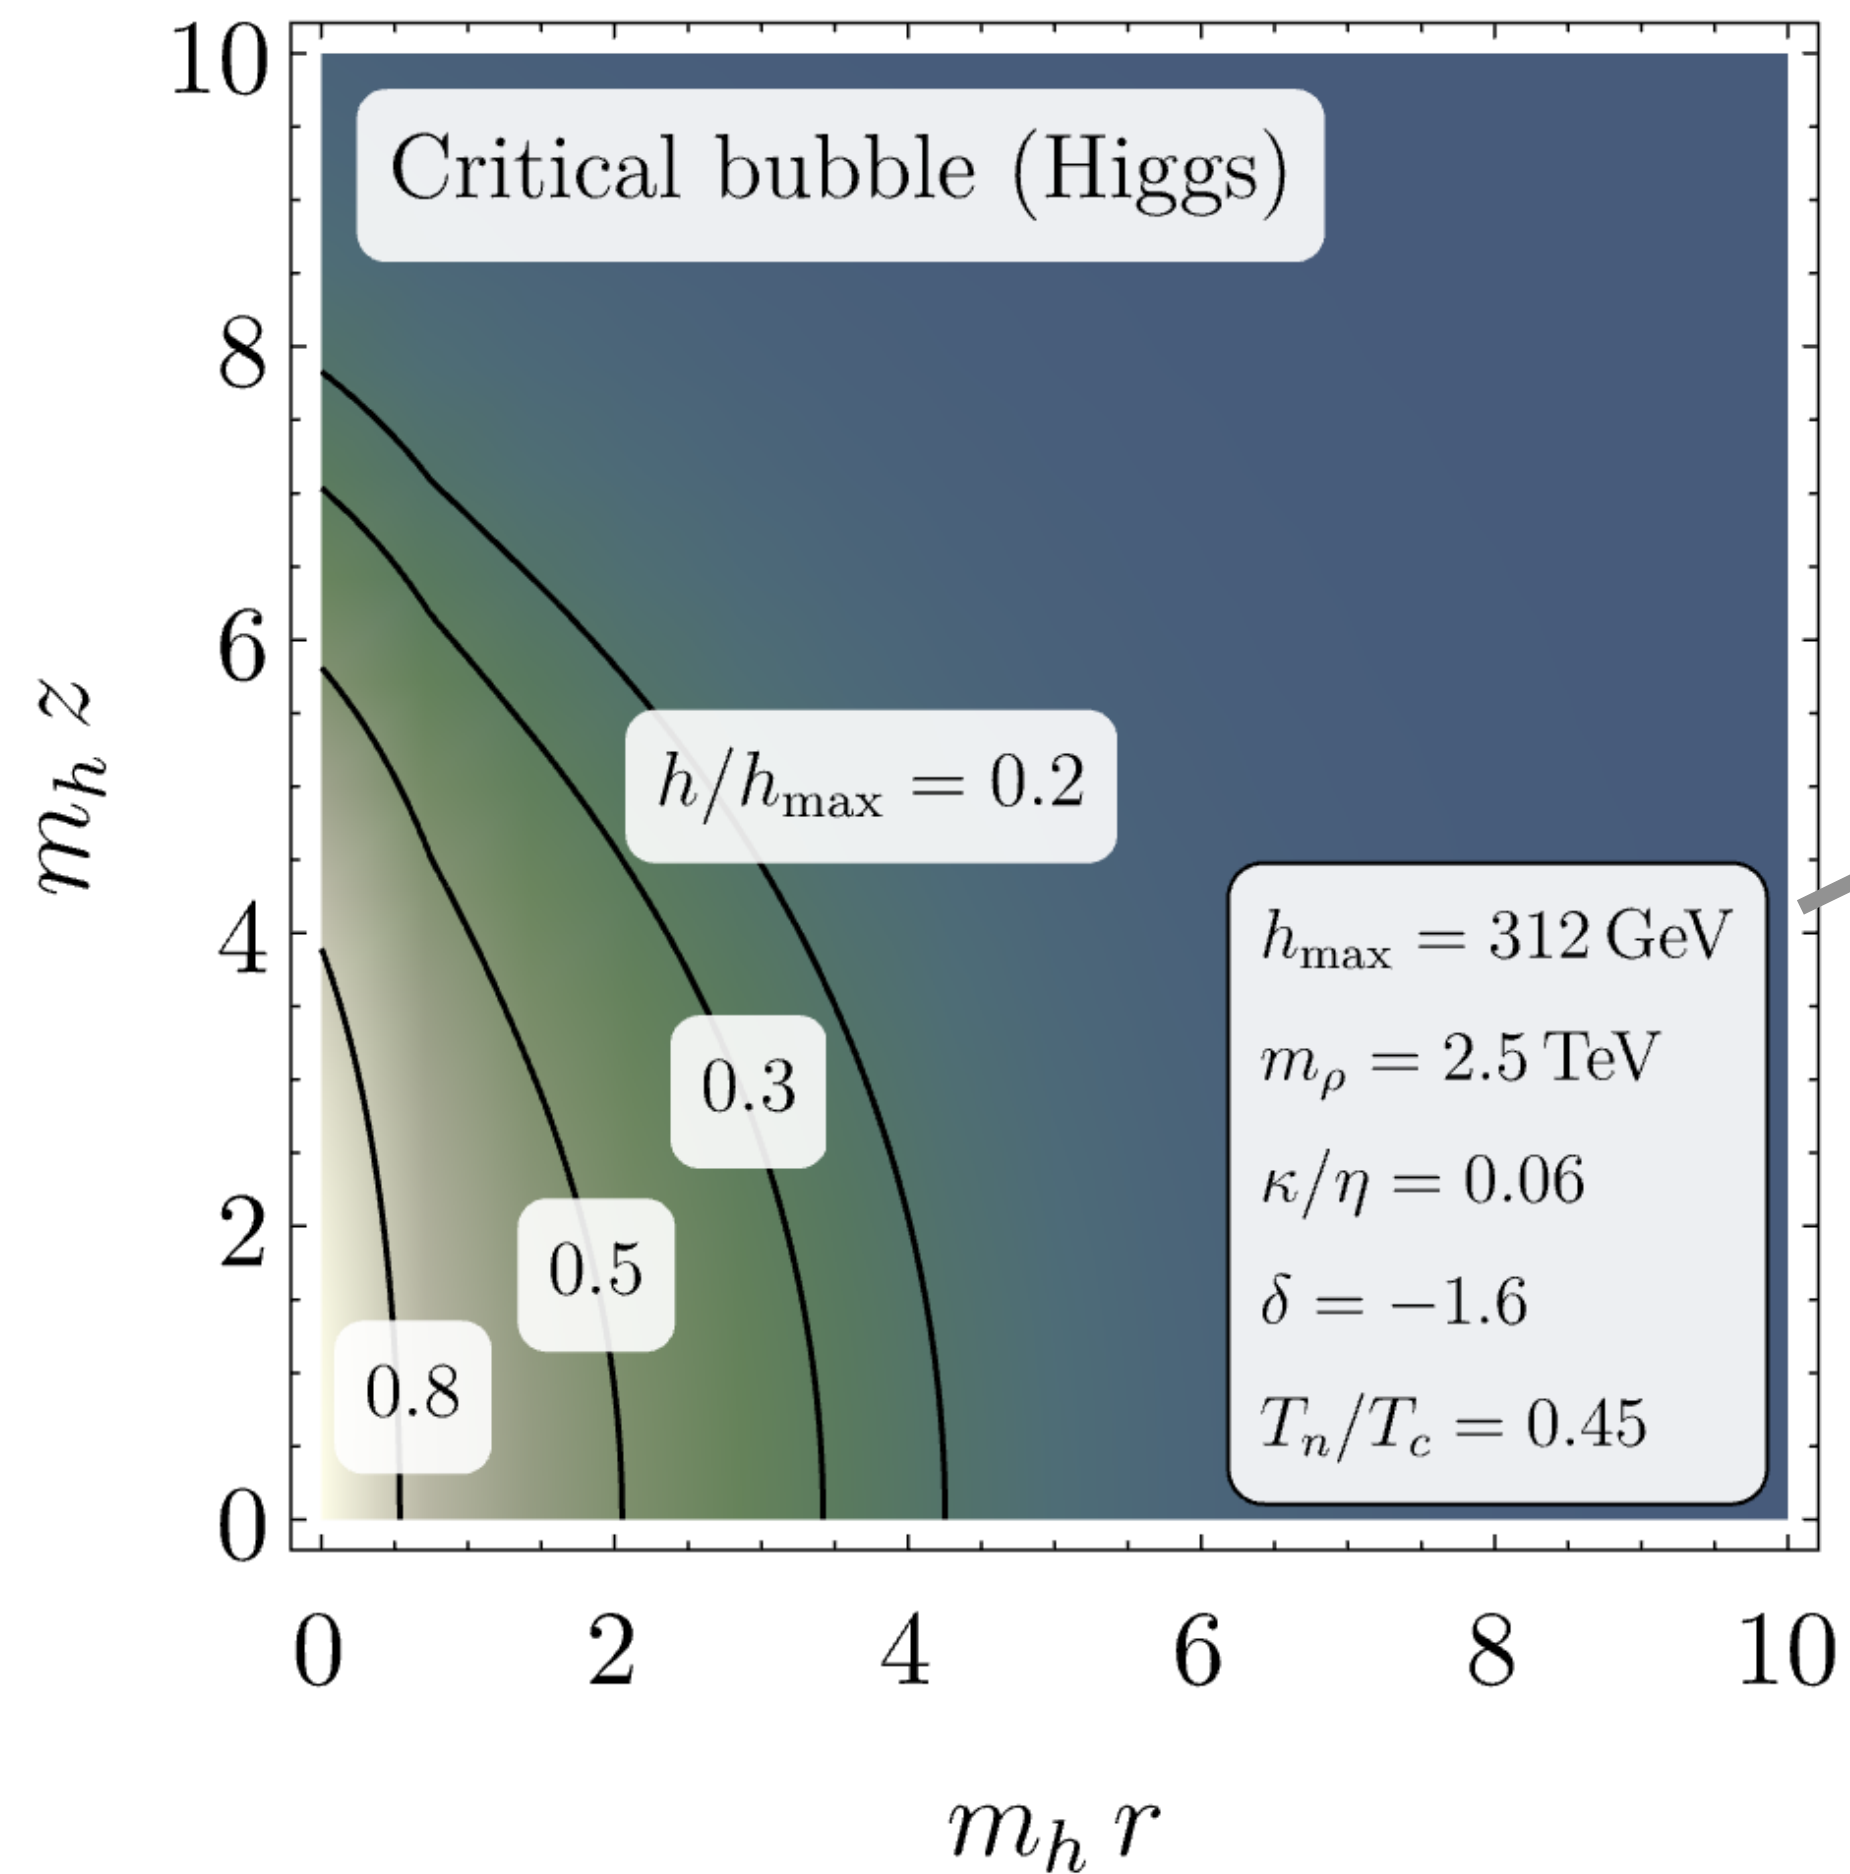 Critical bubble (Higgs)
10
8
6
4
2
0
m_h z
h/h_max = 0.2
0.3
0.5
0.8
h_max = 312 GeV
m_ρ = 2.5 TeV
κ/η = 0.06
δ = −1.6
T_n/T_c = 0.45
0 2 4 6 8 10
m_h r